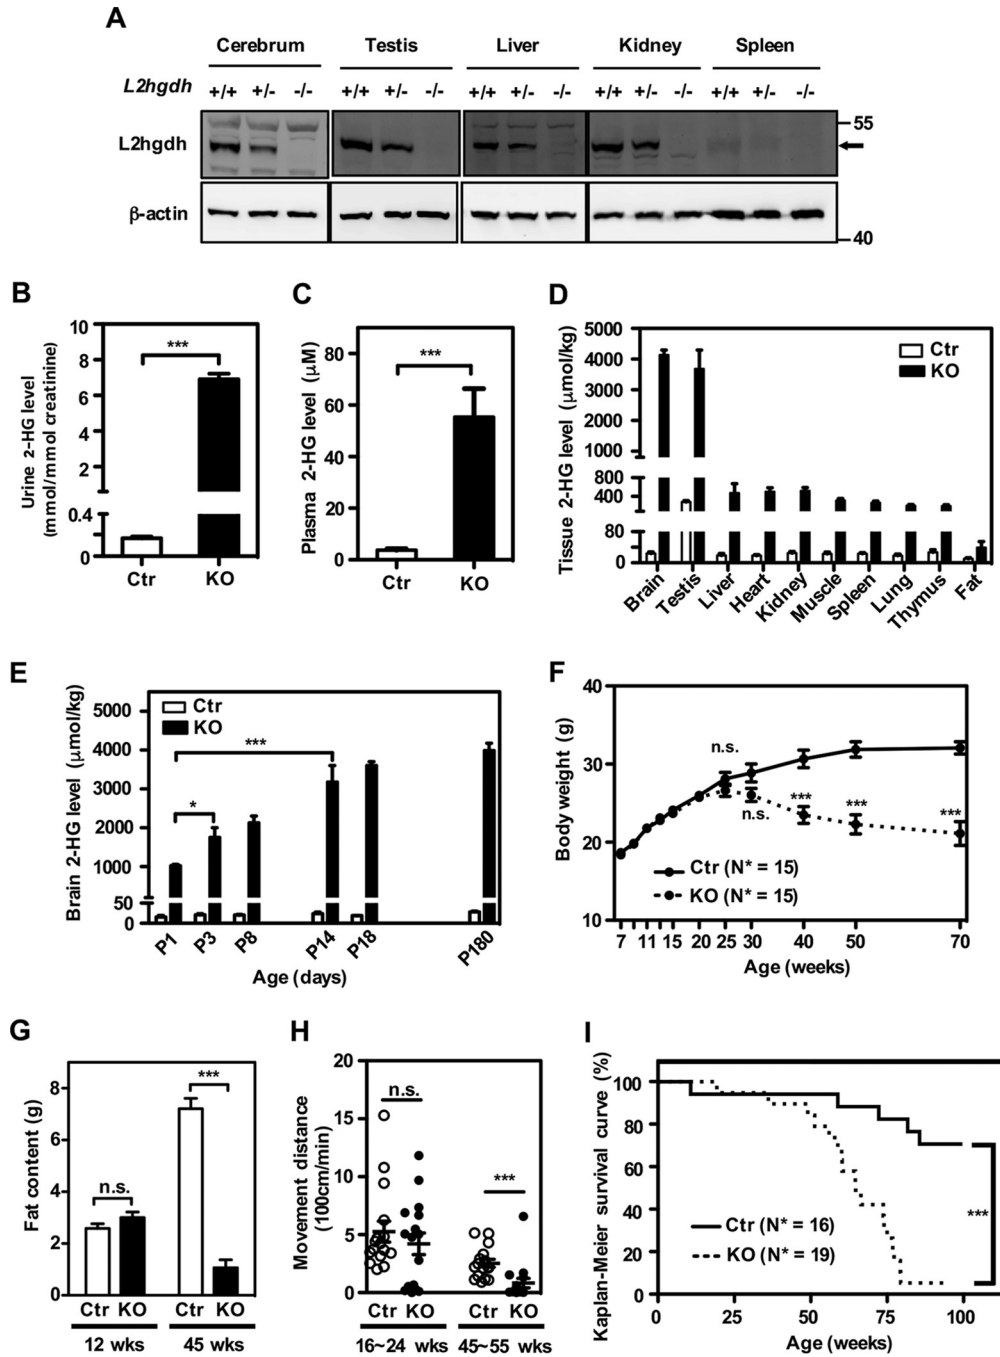 A
Cerebrum Testis Liver Kidney Spleen
L2hgdh +/+ +/- -/- +/+ +/- -/- +/+ +/- -/- +/+ +/- -/- +/+ +/- -/-
L2hgdh
55
β-actin
40
B
Urine 2-HG level
(mmol/mmol creatinine)
10
8
6
4
2
0.4
0
***
Ctr KO
C
Plasma 2-HG level (μM)
80
60
40
20
0
***
Ctr KO
D
Tissue 2-HG level (μmol/kg)
5000
4000
3000
2000
1000
800
400
80
0
Ctr
KO
Brain Testis Liver Heart Kidney Muscle Spleen Lung Thymus Fat
E
Brain 2-HG level (μmol/kg)
5000
4000
3000
2000
1000
50
0
Ctr
KO
***
*
P1 P3 P8 P14 P18 P180
Age (days)
F
Body weight (g)
40
30
20
10
n.s.
n.s.
*** *** ***
Ctr (N* = 15)
KO (N* = 15)
7 11 15 20 25 30 40 50 70
Age (weeks)
G
Fat content (g)
8
6
4
2
0
n.s.
***
Ctr KO Ctr KO
12 wks 45 wks
H
Movement distance
(100cm/min)
20
15
10
5
0
n.s.
***
Ctr KO Ctr KO
16~24 wks 45~55 wks
I
Kaplan-Meier survival curve (%)
100
80
60
40
20
0
***
Ctr (N* = 16)
KO (N* = 19)
0 25 50 75 100
Age (weeks)